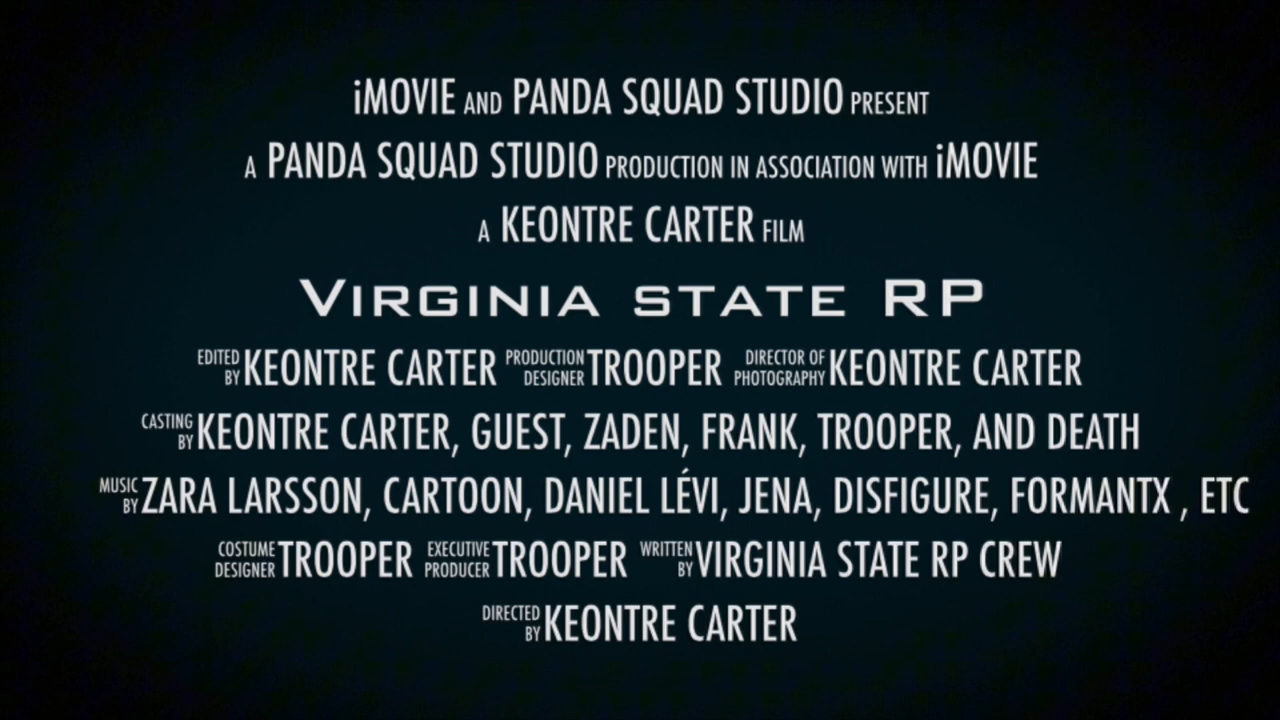 iMOVIE AND PANDA SQUAD STUDIO PRESENT
A PANDA SQUAD STUDIO PRODUCTION IN ASSOCIATION WITH iMOVIE
A KEONTRE CARTER FILM
VIRGINIA STATE RP
EDITED BY KEONTRE CARTER PRODUCTION DESIGNER TROOPER DIRECTOR OF PHOTOGRAPHY KEONTRE CARTER
CASTING BY KEONTRE CARTER, GUEST, ZADEN, FRANK, TROOPER, AND DEATH
MUSIC BY ZARA LARSSON, CARTOON, DANIEL LÉVI, JENA, DISFIGURE, FORMANTX , ETC
COSTUME DESIGNER TROOPER EXECUTIVE PRODUCER TROOPER WRITTEN BY VIRGINIA STATE RP CREW
DIRECTED BY KEONTRE CARTER